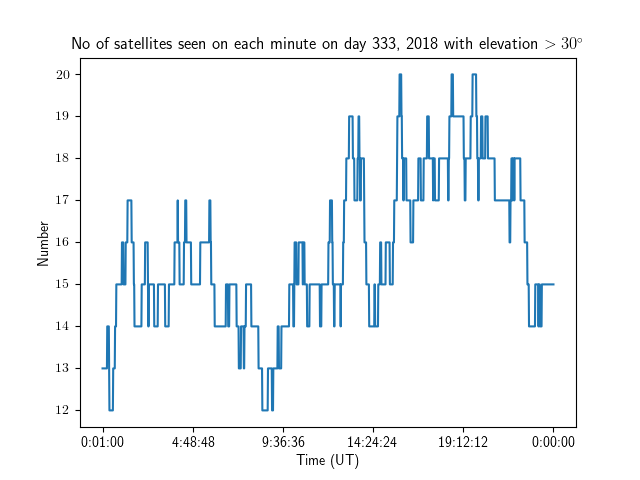 No of satellites seen on each minute on day 333, 2018 with elevation > 30°
20
19
18
17
16
15
14
13
12
Number
0:01:00 4:48:48 9:36:36 14:24:24 19:12:12 0:00:00
Time (UT)